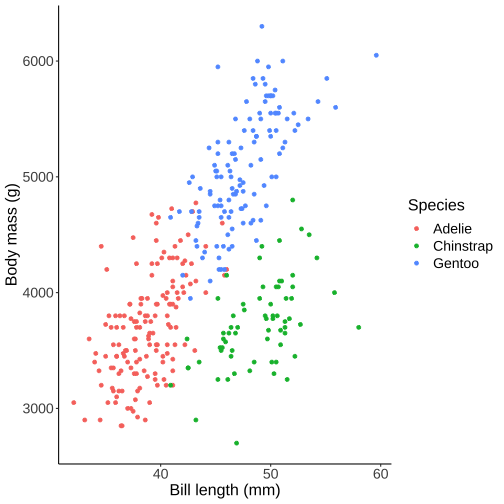 Body mass (g)
6000
5000
4000
3000
40
50
60
Bill length (mm)
Species
Adelie
Chinstrap
Gentoo